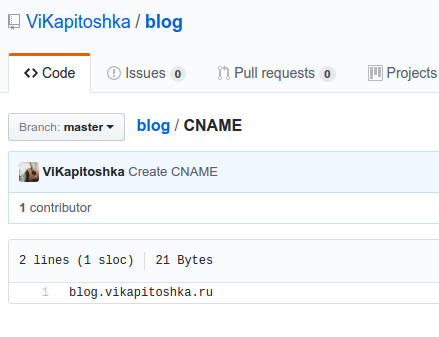 ViKapitoshka / blog
Code Issues 0 Pull requests 0 Projects
Branch: master blog / CNAME
ViKapitoshka Create CNAME
1 contributor
2 lines (1 sloc) 21 Bytes
1 blog.vikapitoshka.ru